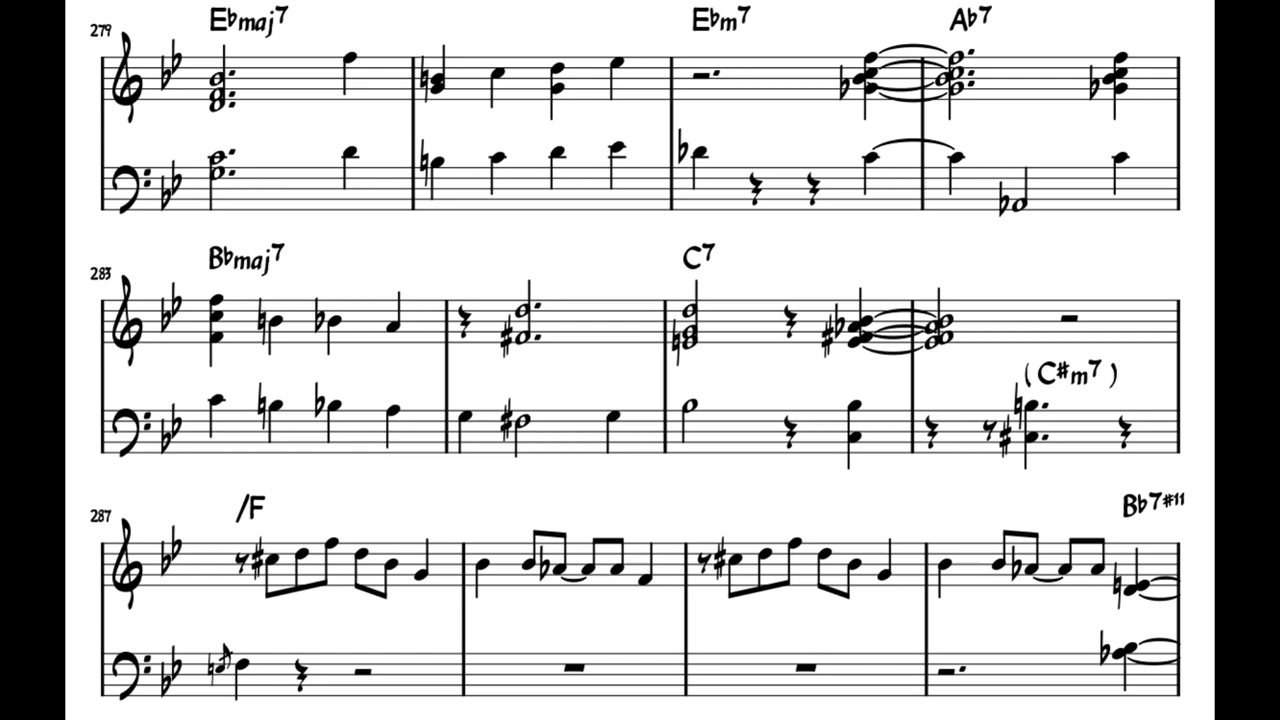 E♭maj7 E♭m7 A♭7
279
B♭maj7 C7
283
( C#m7 )
/F B♭7#11
287